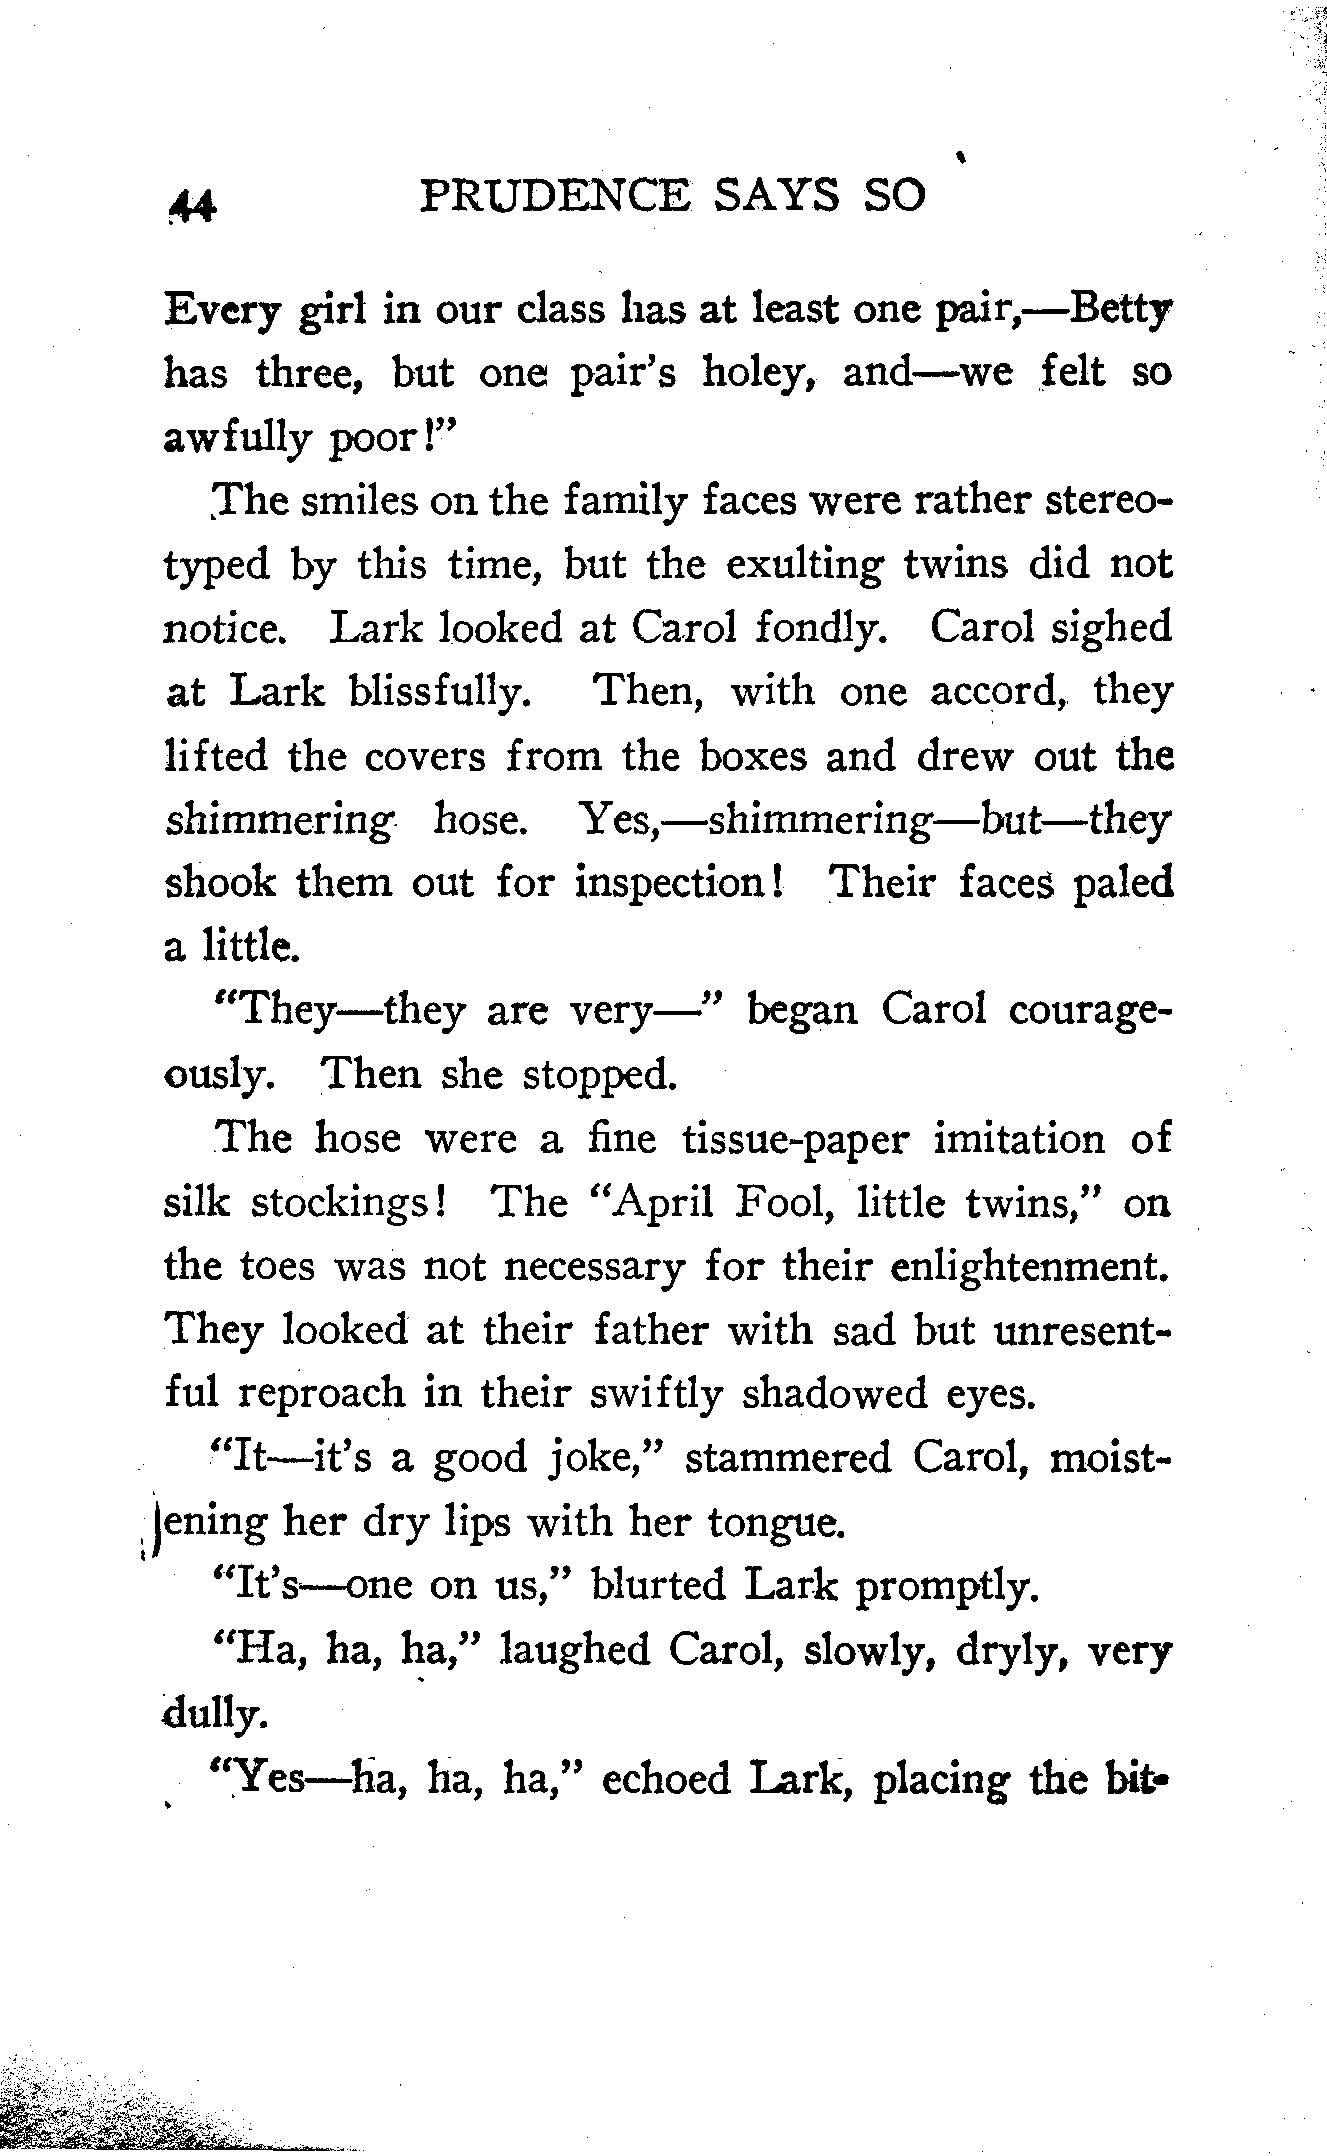 44 PRUDENCE SAYS SO
Every girl in our class has at least one pair,—Betty
has three, but one pair's holey, and—we felt so
awfully poor!"
The smiles on the family faces were rather stereo-
typed by this time, but the exulting twins did not
notice. Lark looked at Carol fondly. Carol sighed
at Lark blissfully. Then, with one accord, they
lifted the covers from the boxes and drew out the
shimmering hose. Yes,—shimmering—but—they
shook them out for inspection! Their faces paled
a little.
"They—they are very—" began Carol courage-
ously. Then she stopped.
The hose were a fine tissue-paper imitation of
silk stockings! The "April Fool, little twins," on
the toes was not necessary for their enlightenment.
They looked at their father with sad but unresent-
ful reproach in their swiftly shadowed eyes.
"It—it's a good joke," stammered Carol, moist-
ening her dry lips with her tongue.
"It's—one on us," blurted Lark promptly.
"Ha, ha, ha," laughed Carol, slowly, dryly, very
dully.
"Yes—ha, ha, ha," echoed Lark, placing the bit-